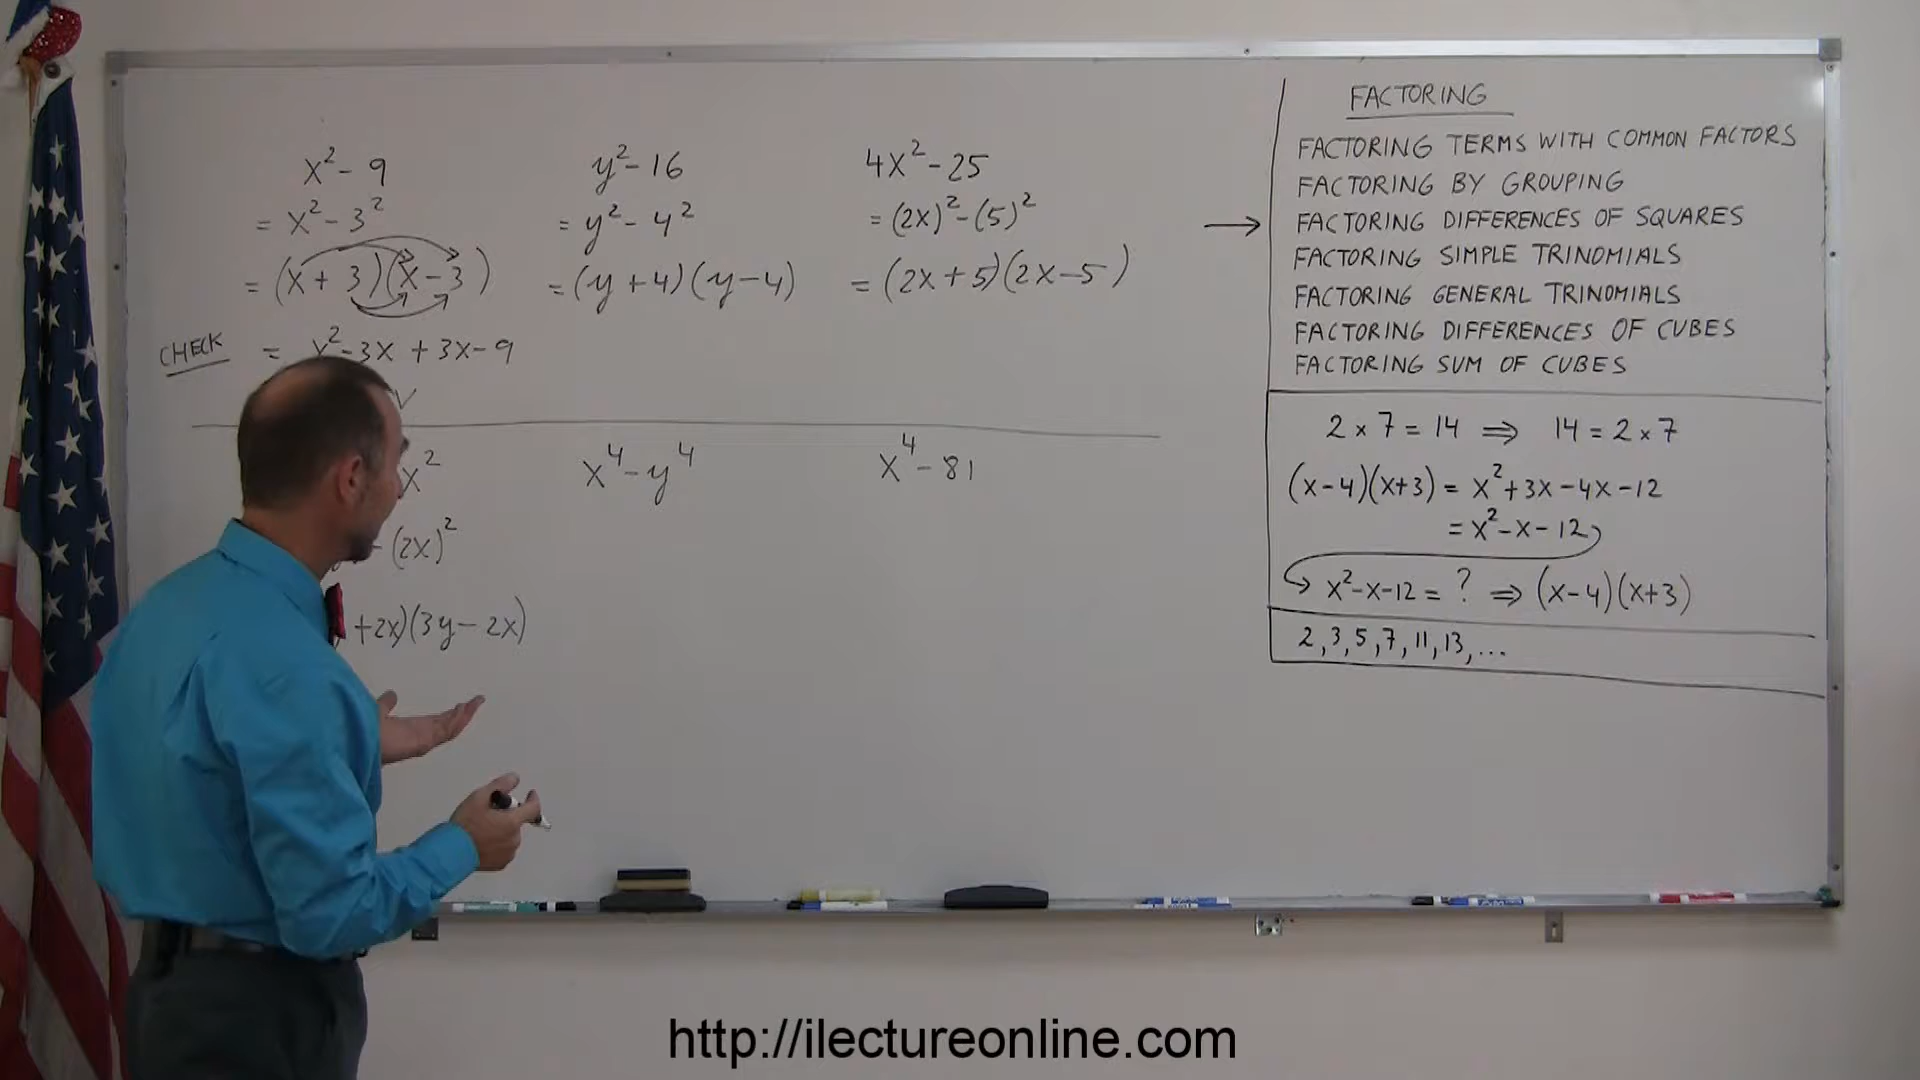 x² - 9
= x² - 3²
= (x + 3)(x - 3)
CHECK = x² - 3x + 3x - 9
y² - 16
= y² - 4²
= (y + 4)(y - 4)
4x² - 25
= (2x)² - (5)²
= (2x + 5)(2x - 5)
x²
- (2x)²
+ 2x)(3y - 2x)
x⁴ - y⁴
x⁴ - 81
→
FACTORING
FACTORING TERMS WITH COMMON FACTORS
FACTORING BY GROUPING
FACTORING DIFFERENCES OF SQUARES
FACTORING SIMPLE TRINOMIALS
FACTORING GENERAL TRINOMIALS
FACTORING DIFFERENCES OF CUBES
FACTORING SUM OF CUBES
2 × 7 = 14 ⇒ 14 = 2 × 7
(x - 4)(x + 3) = x² + 3x - 4x - 12
= x² - x - 12
x² - x - 12 = ? ⇒ (x - 4)(x + 3)
2, 3, 5, 7, 11, 13, ...
http://ilectureonline.com